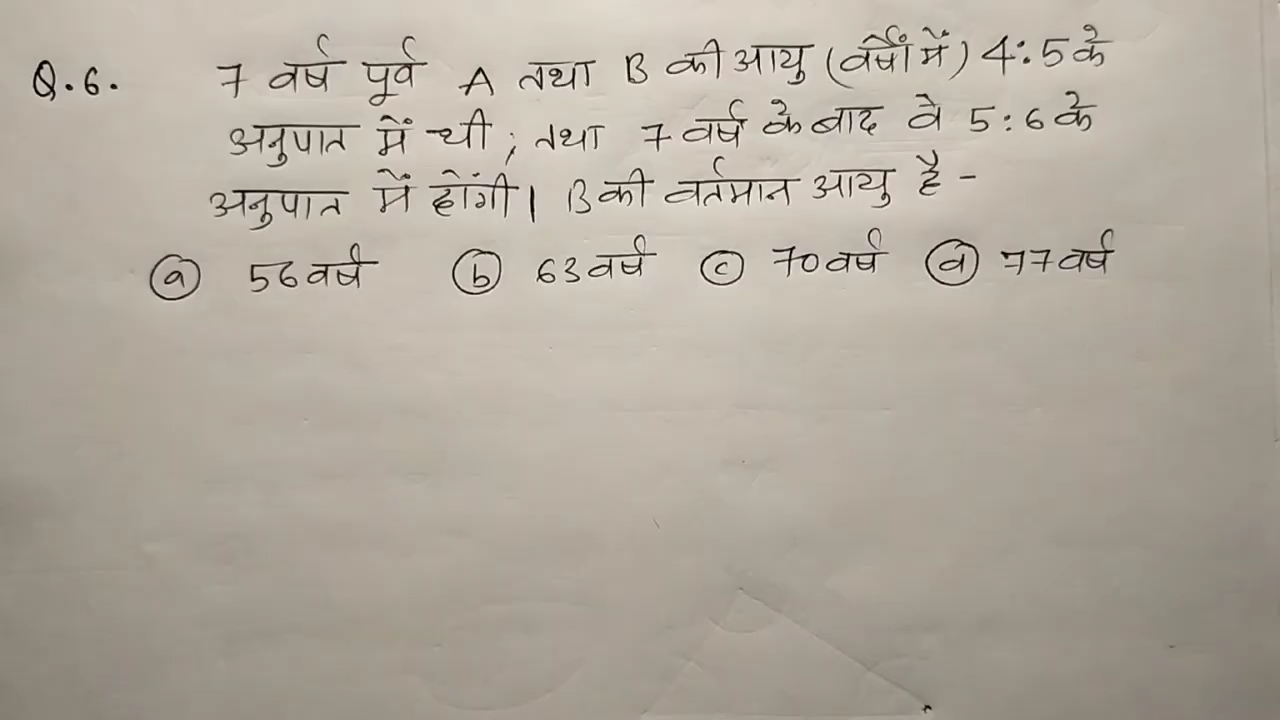 Q.6. 7 वर्ष पूर्व A तथा B की आयु (वर्षों में) 4:5 के
अनुपात में थी ; तथा 7 वर्ष के बाद वे 5:6 के
अनुपात में होंगी। B की वर्तमान आयु है -
(a) 56 वर्ष (b) 63 वर्ष (c) 70 वर्ष (d) 77 वर्ष